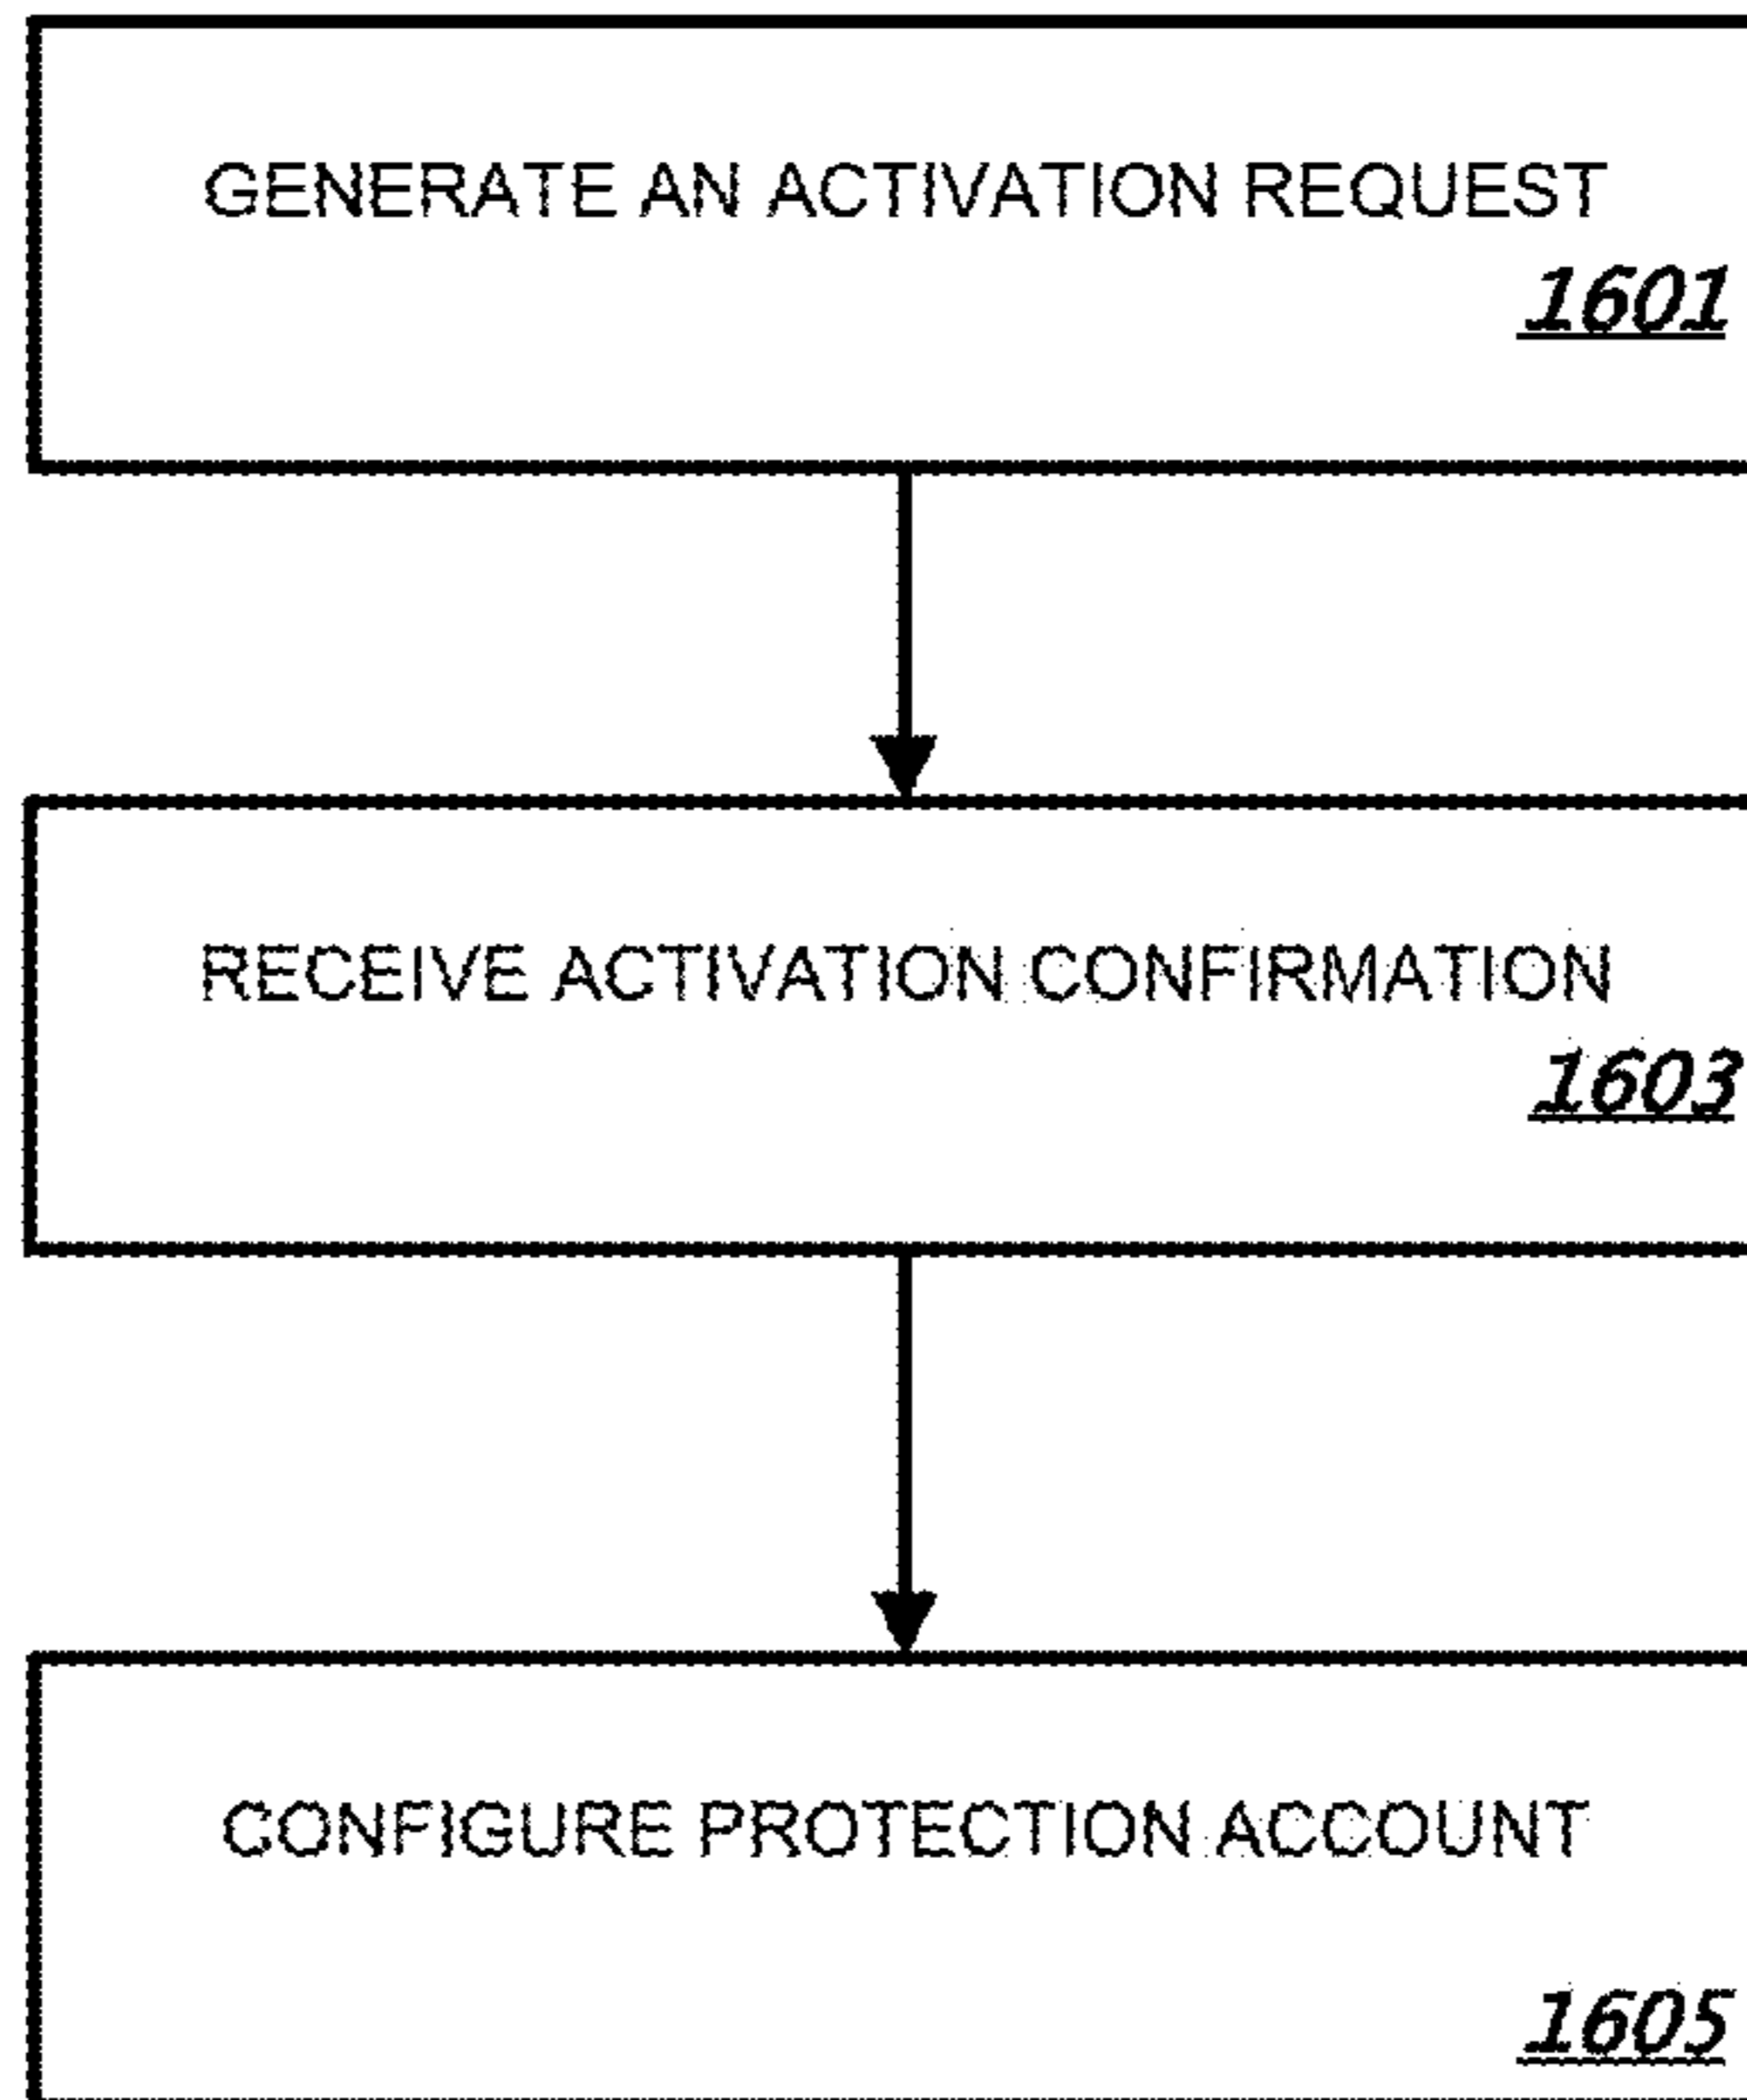 GENERATE AN ACTIVATION REQUEST
1601
RECEIVE ACTIVATION CONFIRMATION
1603
CONFIGURE PROTECTION ACCOUNT
1605